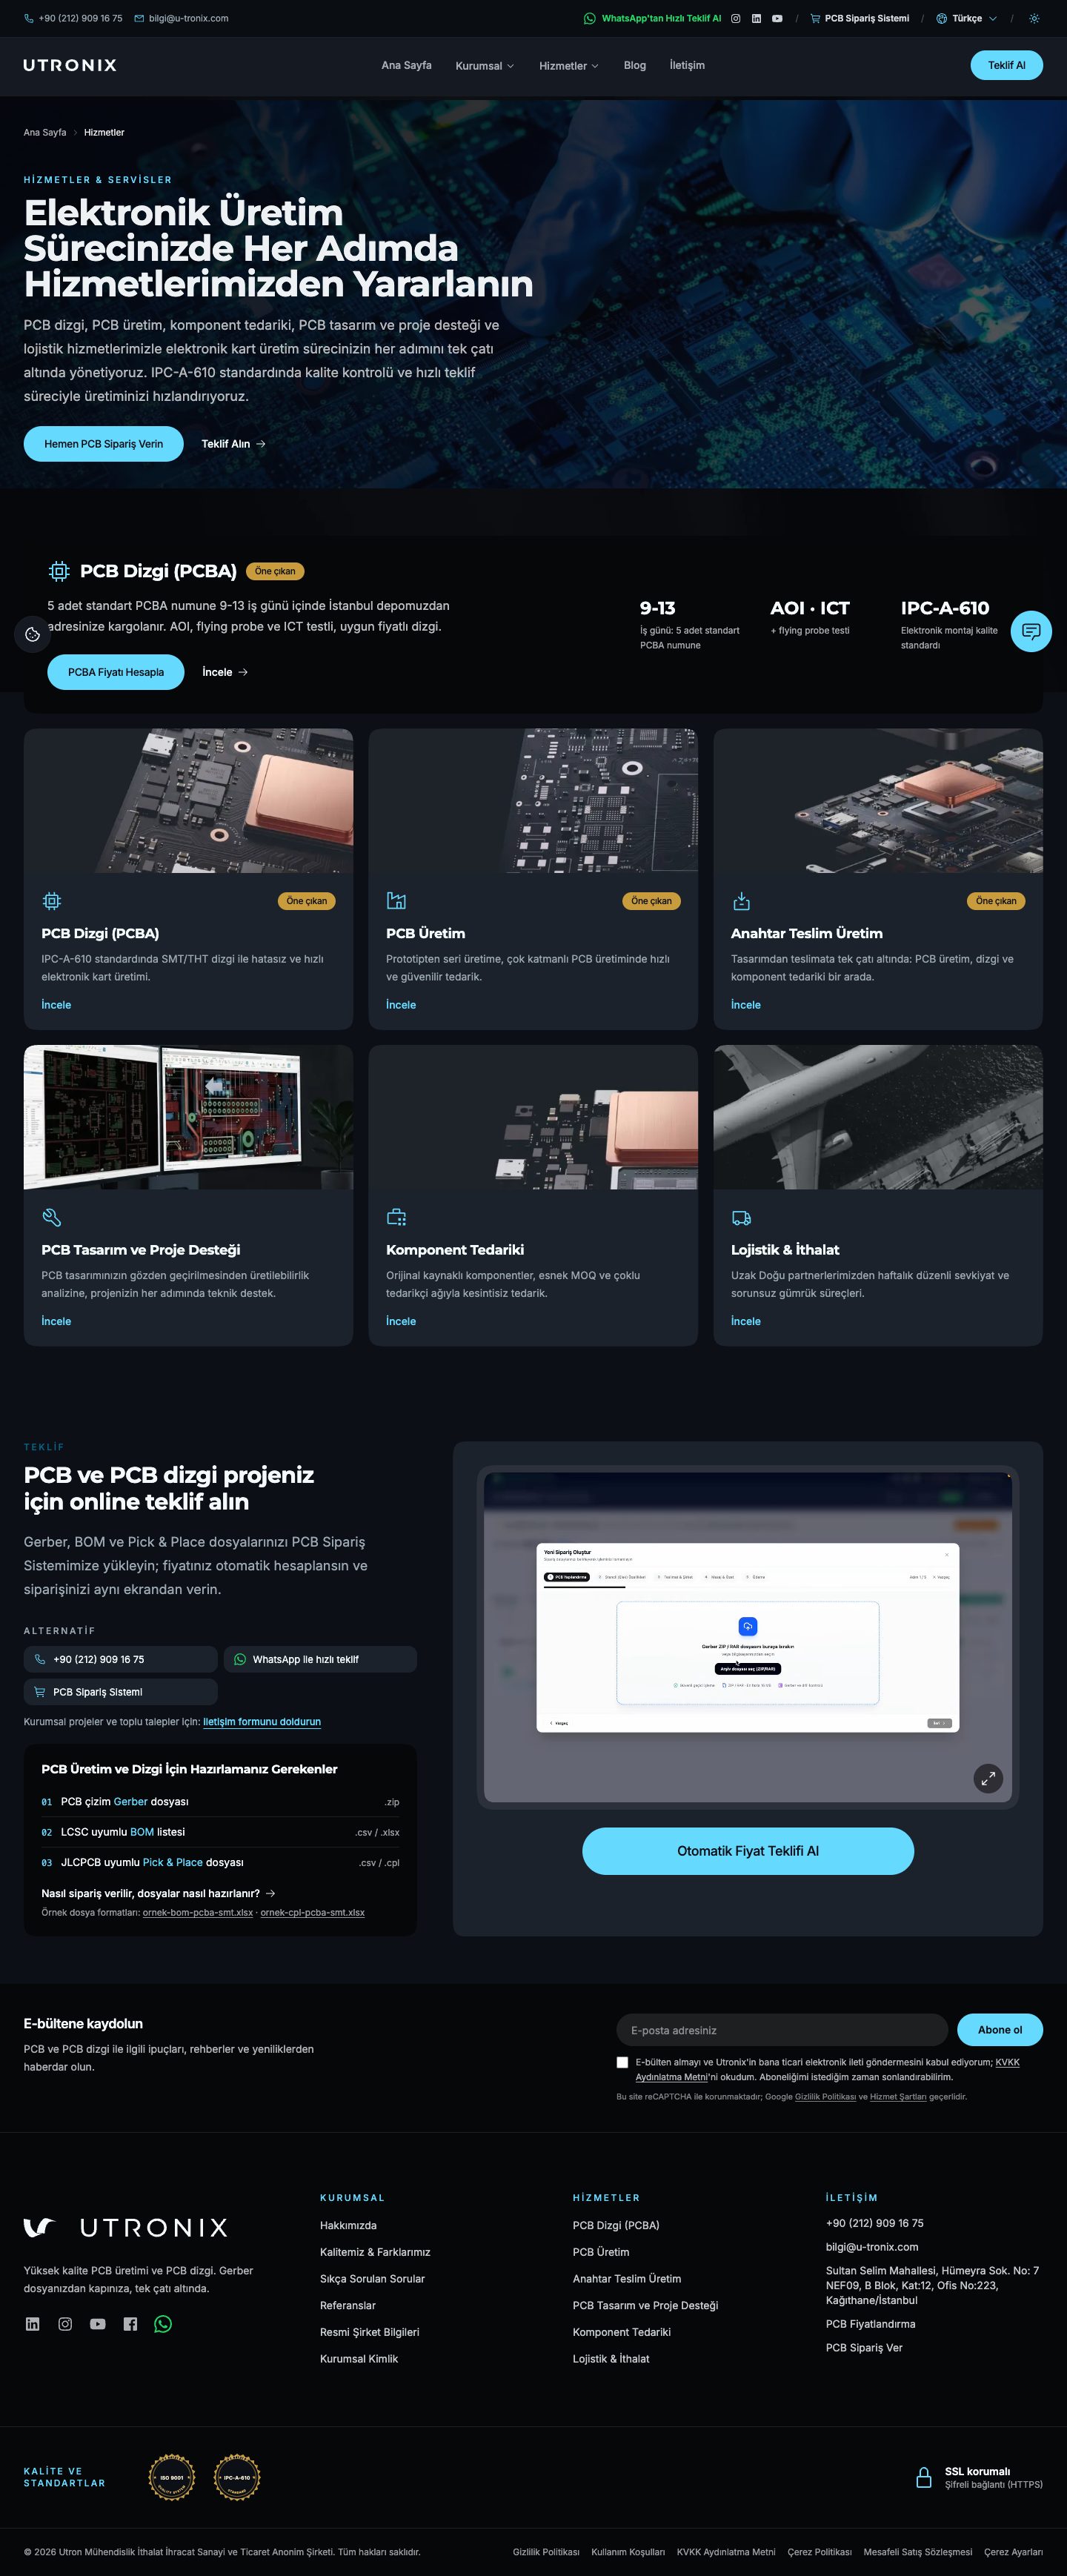 +90 (212) 909 16 75
bilgi@u-tronix.com
WhatsApp'tan Hızlı Teklif Al
/
PCB Sipariş Sistemi
/
Türkçe
/
UTRONIX
Ana Sayfa
Kurumsal
Hizmetler
Blog
İletişim
Teklif Al
Ana Sayfa > Hizmetler
HİZMETLER & SERVİSLER
Elektronik Üretim
Sürecinizde Her Adımda
Hizmetlerimizden Yararlanın
PCB dizgi, PCB üretim, komponent tedariki, PCB tasarım ve proje desteği ve
lojistik hizmetlerimizle elektronik kart üretim sürecinizin her adımını tek çatı
altında yönetiyoruz. IPC-A-610 standardında kalite kontrolü ve hızlı teklif
süreciyle üretiminizi hızlandırıyoruz.
Hemen PCB Sipariş Verin
Teklif Alın →
PCB Dizgi (PCBA)
Öne çıkan
5 adet standart PCBA numune 9-13 iş günü içinde İstanbul depomuzdan
adresinize kargolanır. AOI, flying probe ve ICT testli, uygun fiyatlı dizgi.
PCBA Fiyatı Hesapla
İncele →
9-13
İş günü: 5 adet standart
PCBA numune
AOI · ICT
+ flying probe testi
IPC-A-610
Elektronik montaj kalite
standardı
Öne çıkan
PCB Dizgi (PCBA)
IPC-A-610 standardında SMT/THT dizgi ile hatasız ve hızlı
elektronik kart üretimi.
İncele
Öne çıkan
PCB Üretim
Prototipten seri üretime, çok katmanlı PCB üretiminde hızlı
ve güvenilir tedarik.
İncele
Öne çıkan
Anahtar Teslim Üretim
Tasarımdan teslimata tek çatı altında: PCB üretim, dizgi ve
komponent tedariki bir arada.
İncele
PCB Tasarım ve Proje Desteği
PCB tasarımınızın gözden geçirilmesinden üretilebilirlik
analizine, projenizin her adımında teknik destek.
İncele
Komponent Tedariki
Orijinal kaynaklı komponentler, esnek MOQ ve çoklu
tedarikçi ağıyla kesintisiz tedarik.
İncele
Lojistik & İthalat
Uzak Doğu partnerlerimizden haftalık düzenli sevkiyat ve
sorunsuz gümrük süreçleri.
İncele
TEKLİF
PCB ve PCB dizgi projeniz
için online teklif alın
Gerber, BOM ve Pick & Place dosyalarınızı PCB Sipariş
Sistemimize yükleyin; fiyatınız otomatik hesaplansın ve
siparişinizi aynı ekrandan verin.
ALTERNATİF
+90 (212) 909 16 75
WhatsApp ile hızlı teklif
PCB Sipariş Sistemi
Kurumsal projeler ve toplu talepler için: iletişim formunu doldurun
PCB Üretim ve Dizgi İçin Hazırlamanız Gerekenler
01 PCB çizim Gerber dosyası .zip
02 LCSC uyumlu BOM listesi .csv / .xlsx
03 JLCPCB uyumlu Pick & Place dosyası .csv / .cpl
Nasıl sipariş verilir, dosyalar nasıl hazırlanır? →
Örnek dosya formatları: ornek-bom-pcba-smt.xlsx · ornek-cpl-pcba-smt.xlsx
Yeni Sipariş Oluştur
Gerber ZIP / RAR dosyasını buraya bırakın
Arşiv dosyası seç (ZIP/RAR)
Vazgeç
Otomatik Fiyat Teklifi Al
E-bültene kaydolun
PCB ve PCB dizgi ile ilgili ipuçları, rehberler ve yeniliklerden
haberdar olun.
E-posta adresiniz
Abone ol
E-bülten almayı ve Utronix'in bana ticari elektronik ileti göndermesini kabul ediyorum; KVKK
Aydınlatma Metni'ni okudum. Aboneliğimi istediğim zaman sonlandırabilirim.
Bu site reCAPTCHA ile korunmaktadır; Google Gizlilik Politikası ve Hizmet Şartları geçerlidir.
UTRONIX
Yüksek kalite PCB üretimi ve PCB dizgi. Gerber
dosyanızdan kapınıza, tek çatı altında.
KURUMSAL
Hakkımızda
Kalitemiz & Farklarımız
Sıkça Sorulan Sorular
Referanslar
Resmi Şirket Bilgileri
Kurumsal Kimlik
HİZMETLER
PCB Dizgi (PCBA)
PCB Üretim
Anahtar Teslim Üretim
PCB Tasarım ve Proje Desteği
Komponent Tedariki
Lojistik & İthalat
İLETİŞİM
+90 (212) 909 16 75
bilgi@u-tronix.com
Sultan Selim Mahallesi, Hümeyra Sok. No: 7
NEF09, B Blok, Kat:12, Ofis No:223,
Kağıthane/İstanbul
PCB Fiyatlandırma
PCB Sipariş Ver
KALİTE VE
STANDARTLAR
ISO 9001
IPC-A-610
SSL korumalı
Şifreli bağlantı (HTTPS)
© 2026 Utron Mühendislik İthalat İhracat Sanayi ve Ticaret Anonim Şirketi. Tüm hakları saklıdır.
Gizlilik Politikası
Kullanım Koşulları
KVKK Aydınlatma Metni
Çerez Politikası
Mesafeli Satış Sözleşmesi
Çerez Ayarları